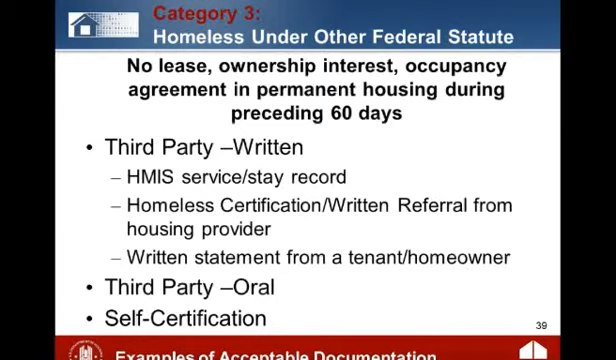 Category 3:
Homeless Under Other Federal Statute
No lease, ownership interest, occupancy
agreement in permanent housing during
preceding 60 days
• Third Party –Written
– HMIS service/stay record
– Homeless Certification/Written Referral from
housing provider
– Written statement from a tenant/homeowner
• Third Party –Oral
• Self-Certification
39
Examples of Acceptable Documentation